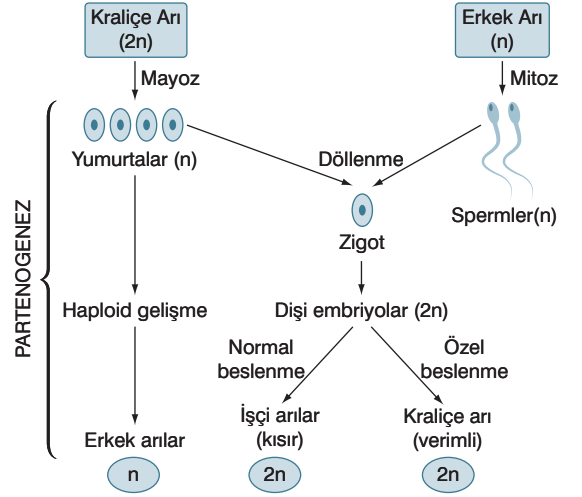 Kraliçe Arı
(2n)
Erkek Arı
(n)
Mayoz
Mitoz
Yumurtalar (n)
Döllenme
Spermler(n)
Zigot
PARTENOGENEZ
Haploid gelişme
Dişi embriyolar (2n)
Normal
beslenme
Özel
beslenme
Erkek arılar
İşçi arılar
(kısır)
Kraliçe arı
(verimli)
n
2n
2n